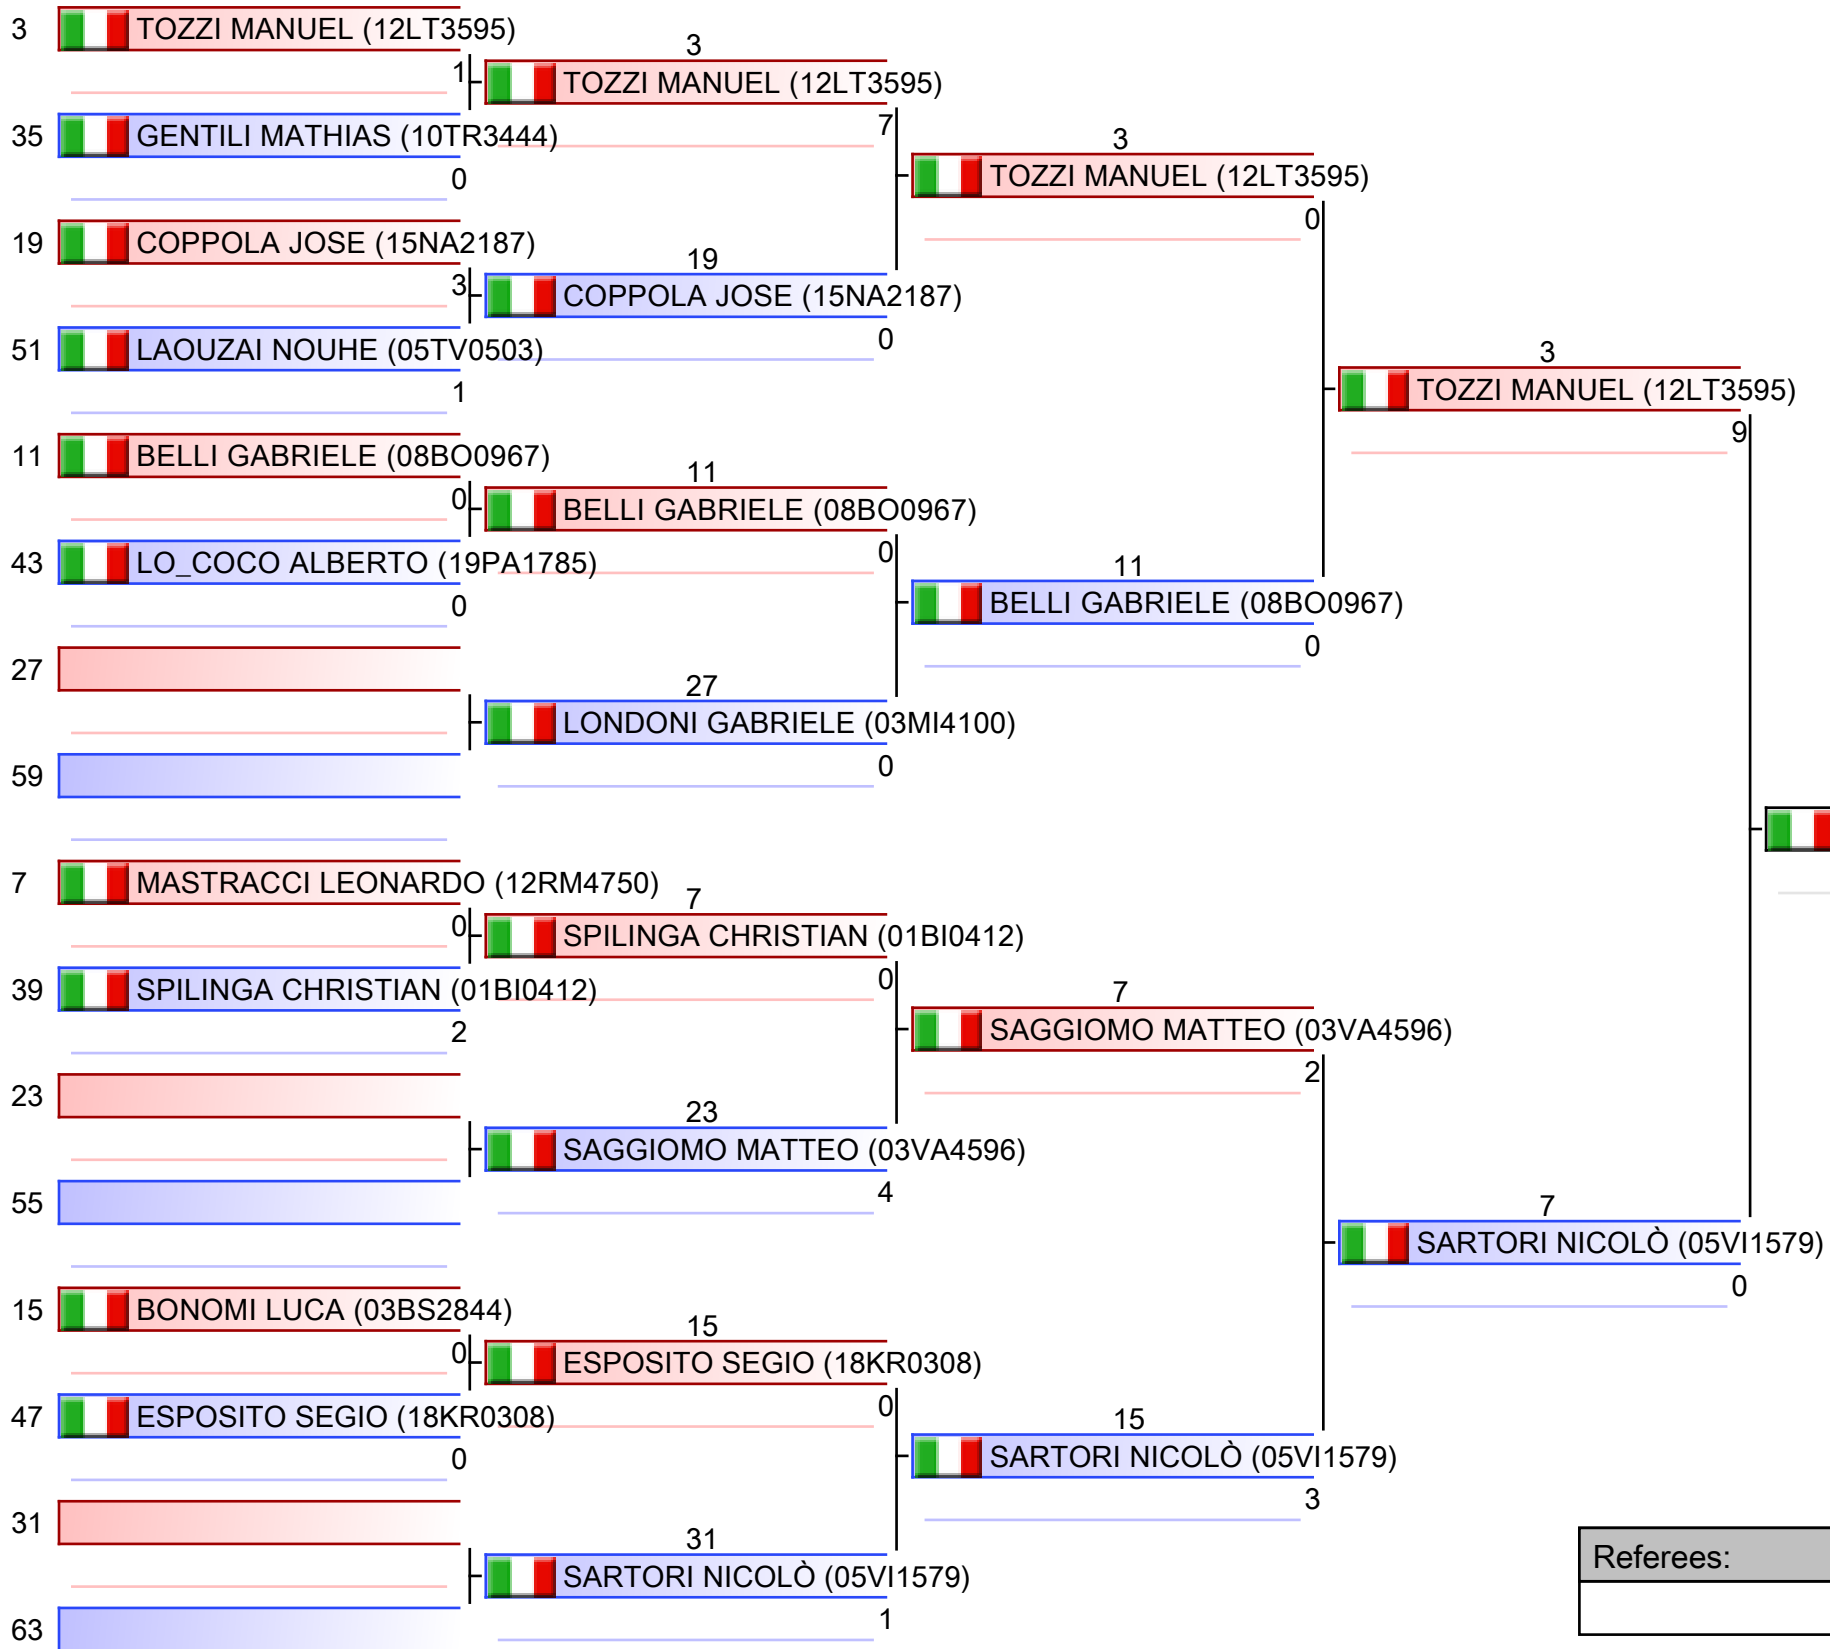 3 TOZZI MANUEL (12LT3595)
1
35 GENTILI MATHIAS (10TR3444)
0
19 COPPOLA JOSE (15NA2187)
3
51 LAOUZAI NOUHE (05TV0503)
1
11 BELLI GABRIELE (08BO0967)
0
43 LO_COCO ALBERTO (19PA1785)
0
27
59
7 MASTRACCI LEONARDO (12RM4750)
0
39 SPILINGA CHRISTIAN (01BI0412)
2
23
55
15 BONOMI LUCA (03BS2844)
0
47 ESPOSITO SEGIO (18KR0308)
0
31
63
3
TOZZI MANUEL (12LT3595)
7
19
COPPOLA JOSE (15NA2187)
0
11
BELLI GABRIELE (08BO0967)
0
27
LONDONI GABRIELE (03MI4100)
0
7
SPILINGA CHRISTIAN (01BI0412)
0
23
SAGGIOMO MATTEO (03VA4596)
4
15
ESPOSITO SEGIO (18KR0308)
0
31
SARTORI NICOLÒ (05VI1579)
1
3
TOZZI MANUEL (12LT3595)
0
11
BELLI GABRIELE (08BO0967)
0
7
SAGGIOMO MATTEO (03VA4596)
2
15
SARTORI NICOLÒ (05VI1579)
3
3
TOZZI MANUEL (12LT3595)
9
7
SARTORI NICOLÒ (05VI1579)
0
Referees: